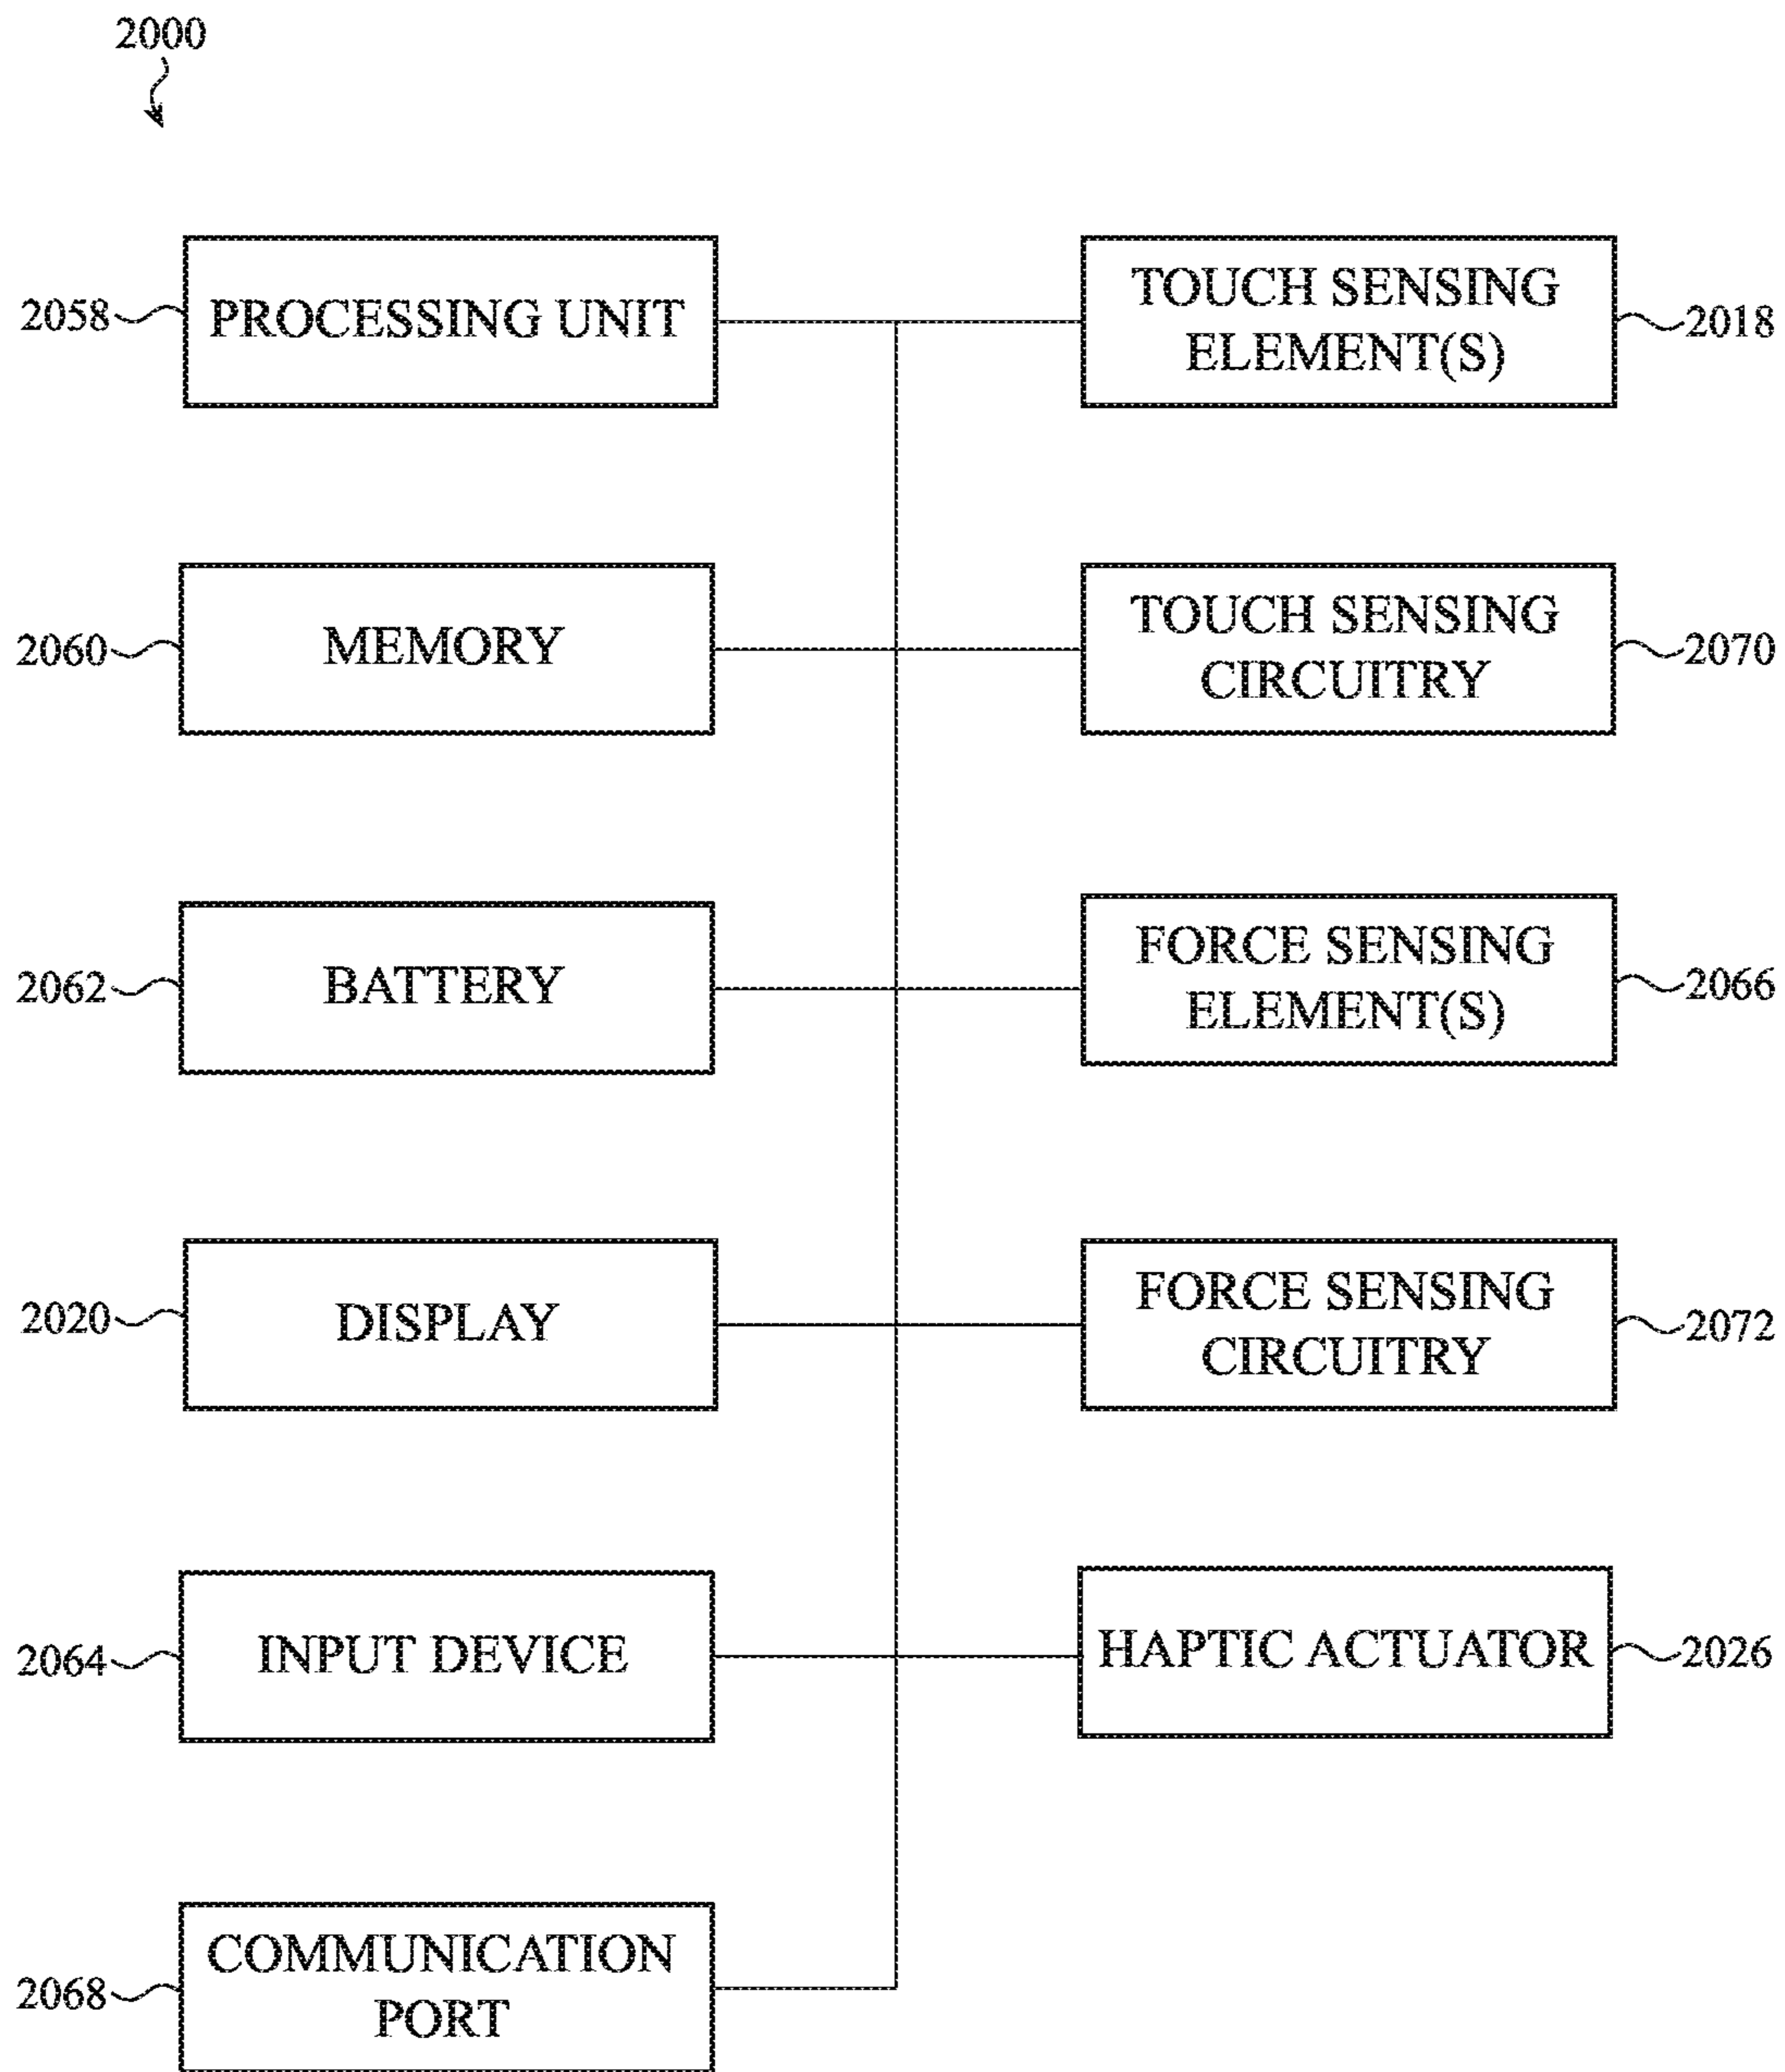 2000
2058
PROCESSING UNIT
TOUCH SENSING
ELEMENT(S)
2018
2060
MEMORY
TOUCH SENSING
CIRCUITRY
2070
2062
BATTERY
FORCE SENSING
ELEMENT(S)
2066
2020
DISPLAY
FORCE SENSING
CIRCUITRY
2072
2064
INPUT DEVICE
HAPTIC ACTUATOR
2026
2068
COMMUNICATION
PORT